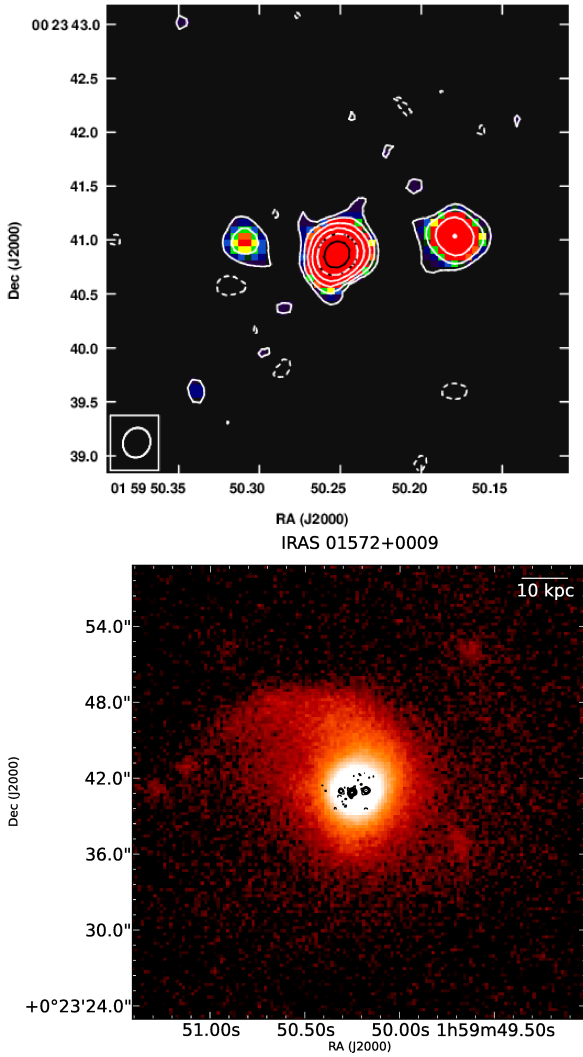 00 23 43.0
42.5
42.0
41.5
41.0
40.5
40.0
39.5
39.0
Dec (J2000)
01 59 50.35 50.30 50.25 50.20 50.15
RA (J2000)
IRAS 01572+0009
10 kpc
54.0"
48.0"
42.0"
36.0"
30.0"
+0°23'24.0"
Dec (J2000)
51.00s 50.50s 50.00s 1h59m49.50s
RA (J2000)